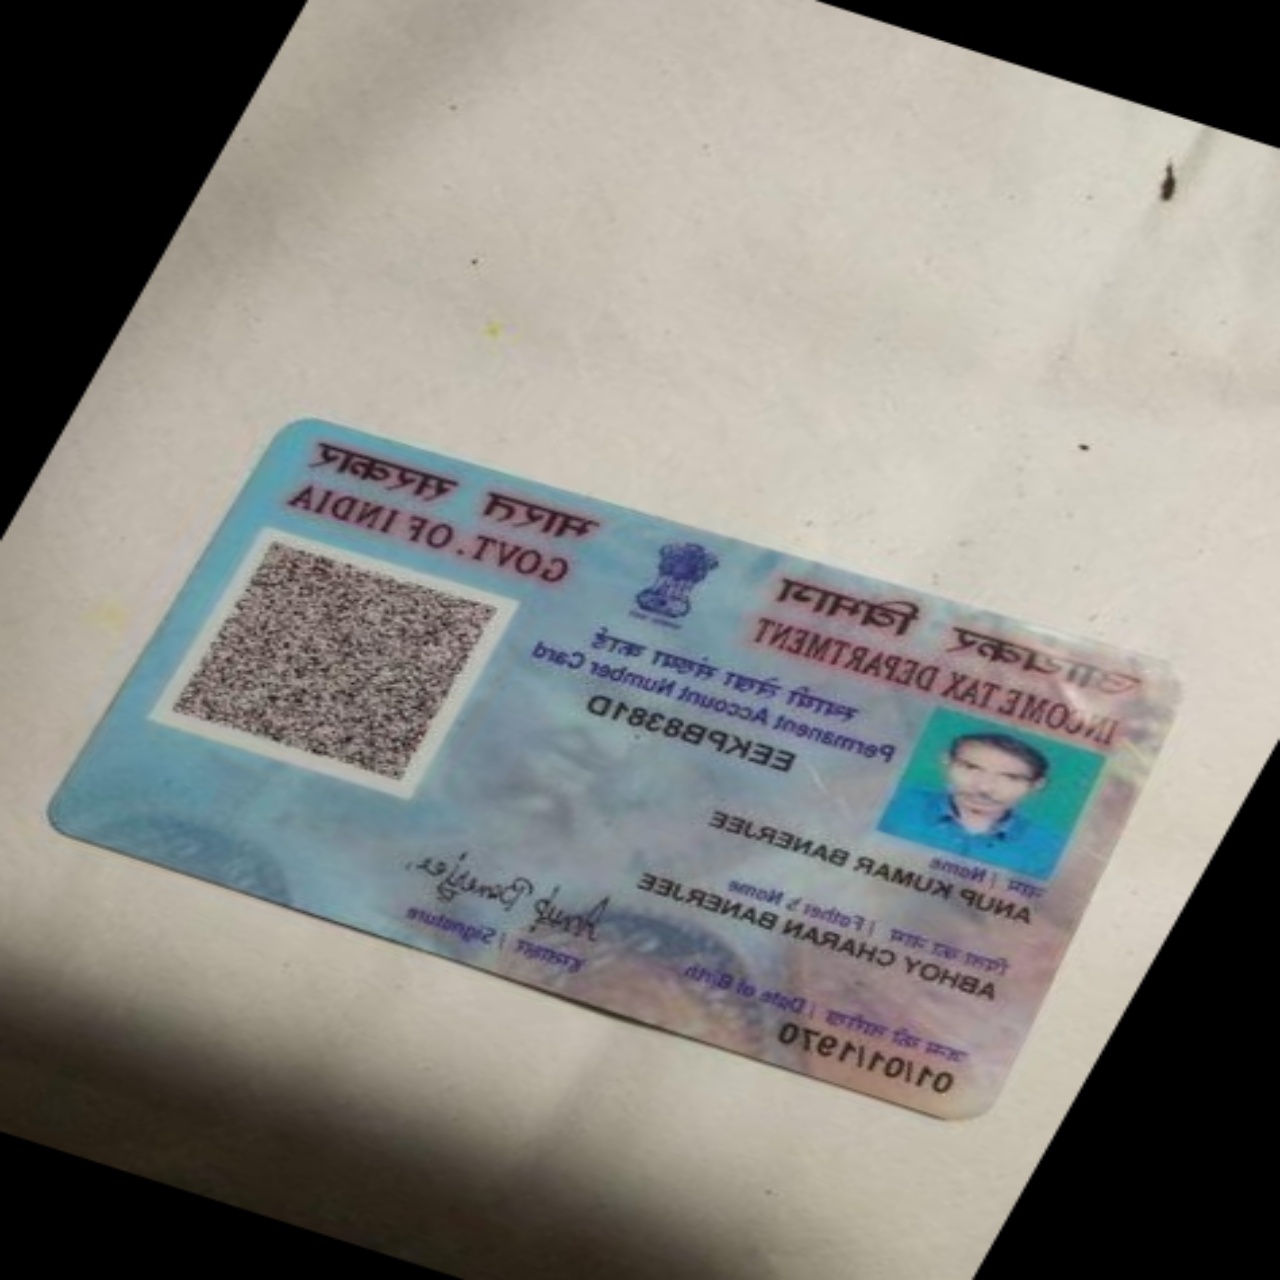 आयकर विभाग
INCOME TAX DEPARTMENT
भारत सरकार
GOVT. OF INDIA
स्थायी लेखा संख्या कार्ड
Permanent Account Number Card
EEKPB8381D
नाम / Name
ANUP KUMAR BANERJEE
पिता का नाम / Father's Name
ABHOY CHARAN BANERJEE
जन्म की तारीख / Date of Birth
01/01/1970
Anup Banerjee.
हस्ताक्षर / Signature